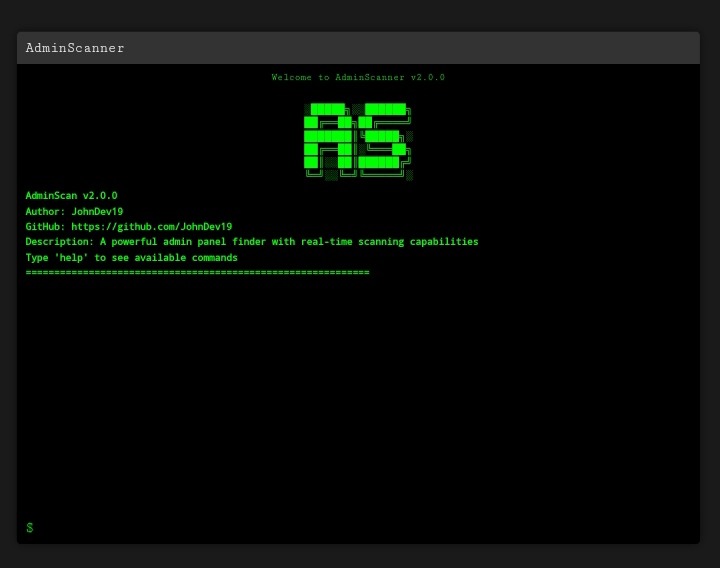 AdminScanner
Welcome to AdminScanner v2.0.0
AS
AdminScan v2.0.0
Author: JohnDev19
GitHub: https://github.com/JohnDev19
Description: A powerful admin panel finder with real-time scanning capabilities
Type 'help' to see available commands
============================================================
$